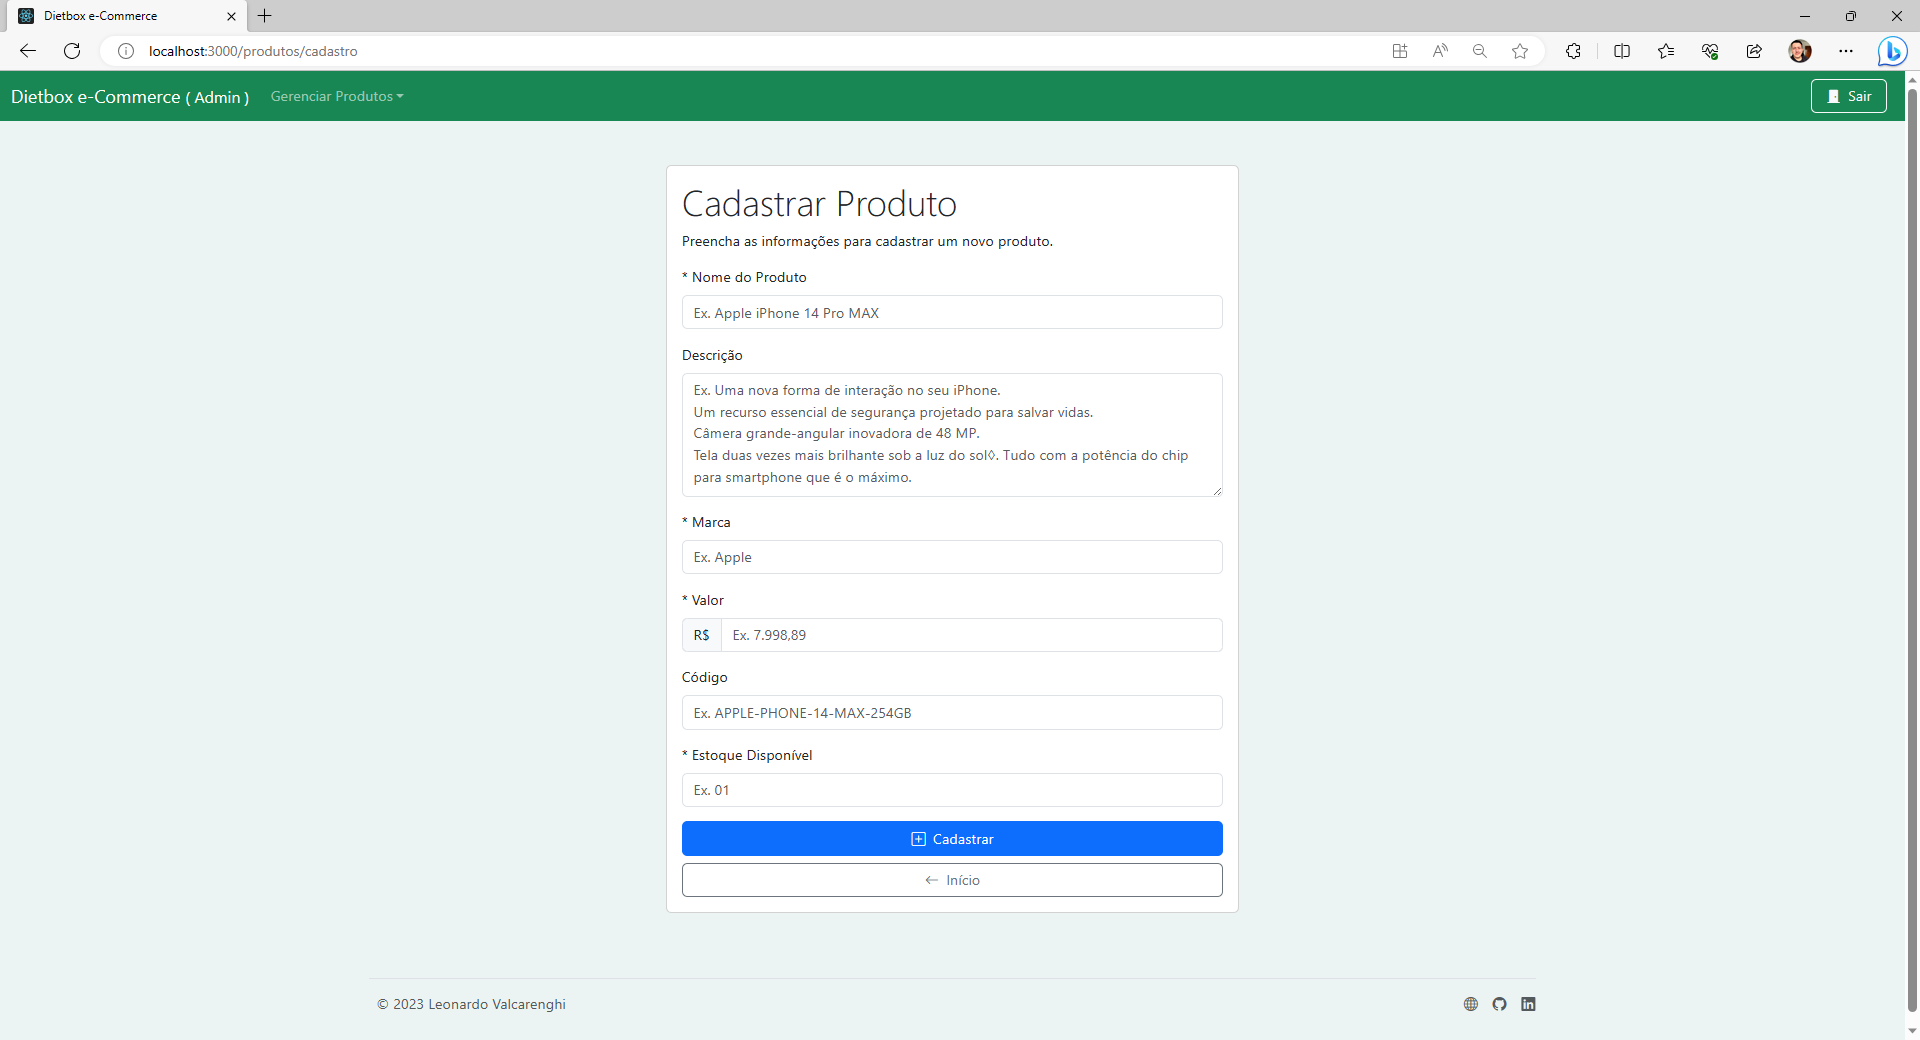 Dietbox e-Commerce
localhost:3000/produtos/cadastro
Dietbox e-Commerce ( Admin )
Gerenciar Produtos
Sair
Cadastrar Produto
Preencha as informações para cadastrar um novo produto.
* Nome do Produto
Ex. Apple iPhone 14 Pro MAX
Descrição
Ex. Uma nova forma de interação no seu iPhone.
Um recurso essencial de segurança projetado para salvar vidas.
Câmera grande-angular inovadora de 48 MP.
Tela duas vezes mais brilhante sob a luz do sol◊. Tudo com a potência do chip
para smartphone que é o máximo.
* Marca
Ex. Apple
* Valor
R$ Ex. 7.998,89
Código
Ex. APPLE-PHONE-14-MAX-254GB
* Estoque Disponível
Ex. 01
Cadastrar
Início
© 2023 Leonardo Valcarenghi